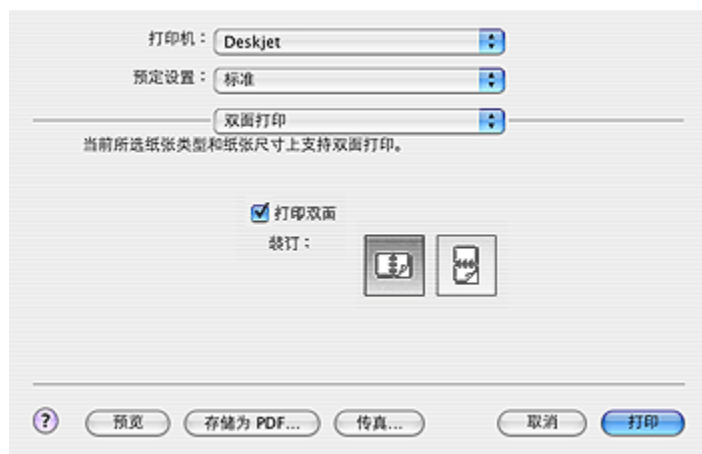 打印机： Deskjet
预定设置： 标准
双面打印
当前所选纸张类型和纸张尺寸上支持双面打印。
打印双面
装订：
? 预览 存储为 PDF... 传真... 取消 打印